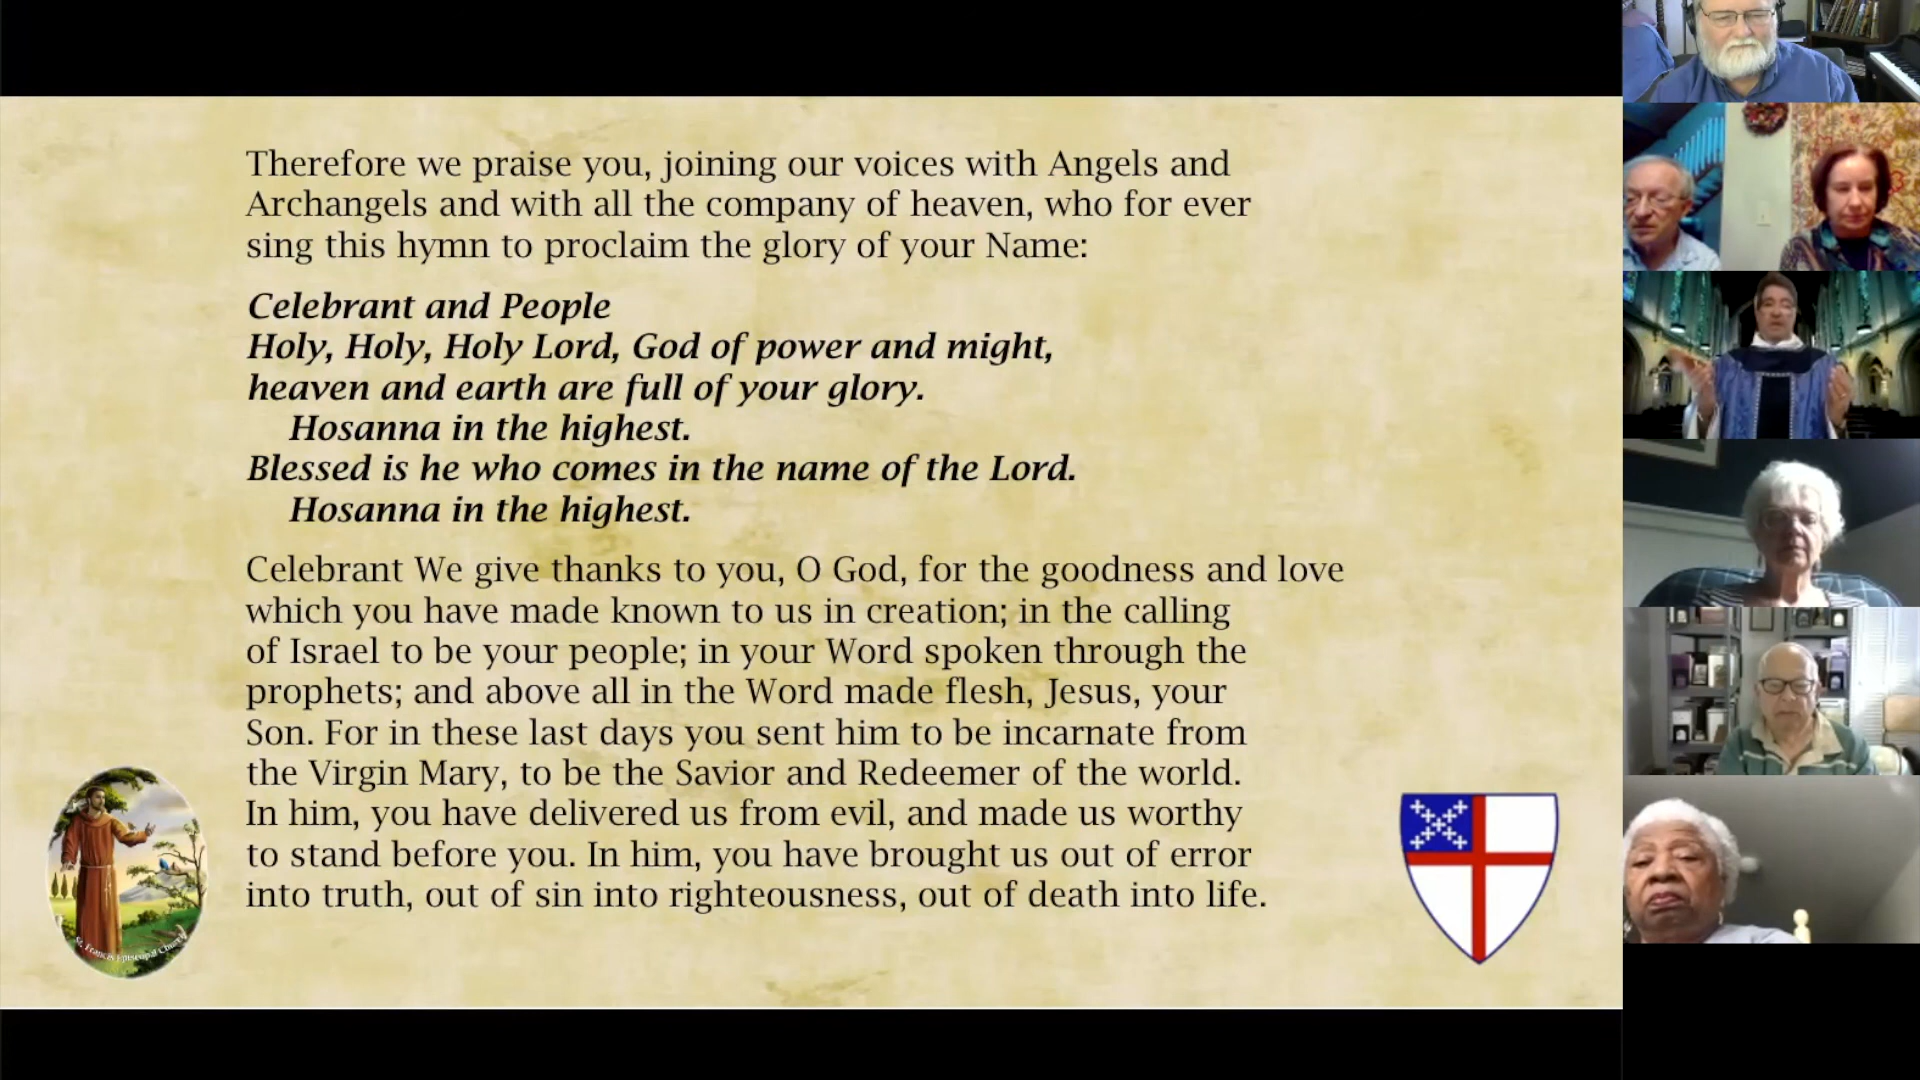 Therefore we praise you, joining our voices with Angels and
Archangels and with all the company of heaven, who for ever
sing this hymn to proclaim the glory of your Name:
Celebrant and People
Holy, Holy, Holy Lord, God of power and might,
heaven and earth are full of your glory.
Hosanna in the highest.
Blessed is he who comes in the name of the Lord.
Hosanna in the highest.
Celebrant We give thanks to you, O God, for the goodness and love
which you have made known to us in creation; in the calling
of Israel to be your people; in your Word spoken through the
prophets; and above all in the Word made flesh, Jesus, your
Son. For in these last days you sent him to be incarnate from
the Virgin Mary, to be the Savior and Redeemer of the world.
In him, you have delivered us from evil, and made us worthy
to stand before you. In him, you have brought us out of error
into truth, out of sin into righteousness, out of death into life.
St. Francis Episcopal Church